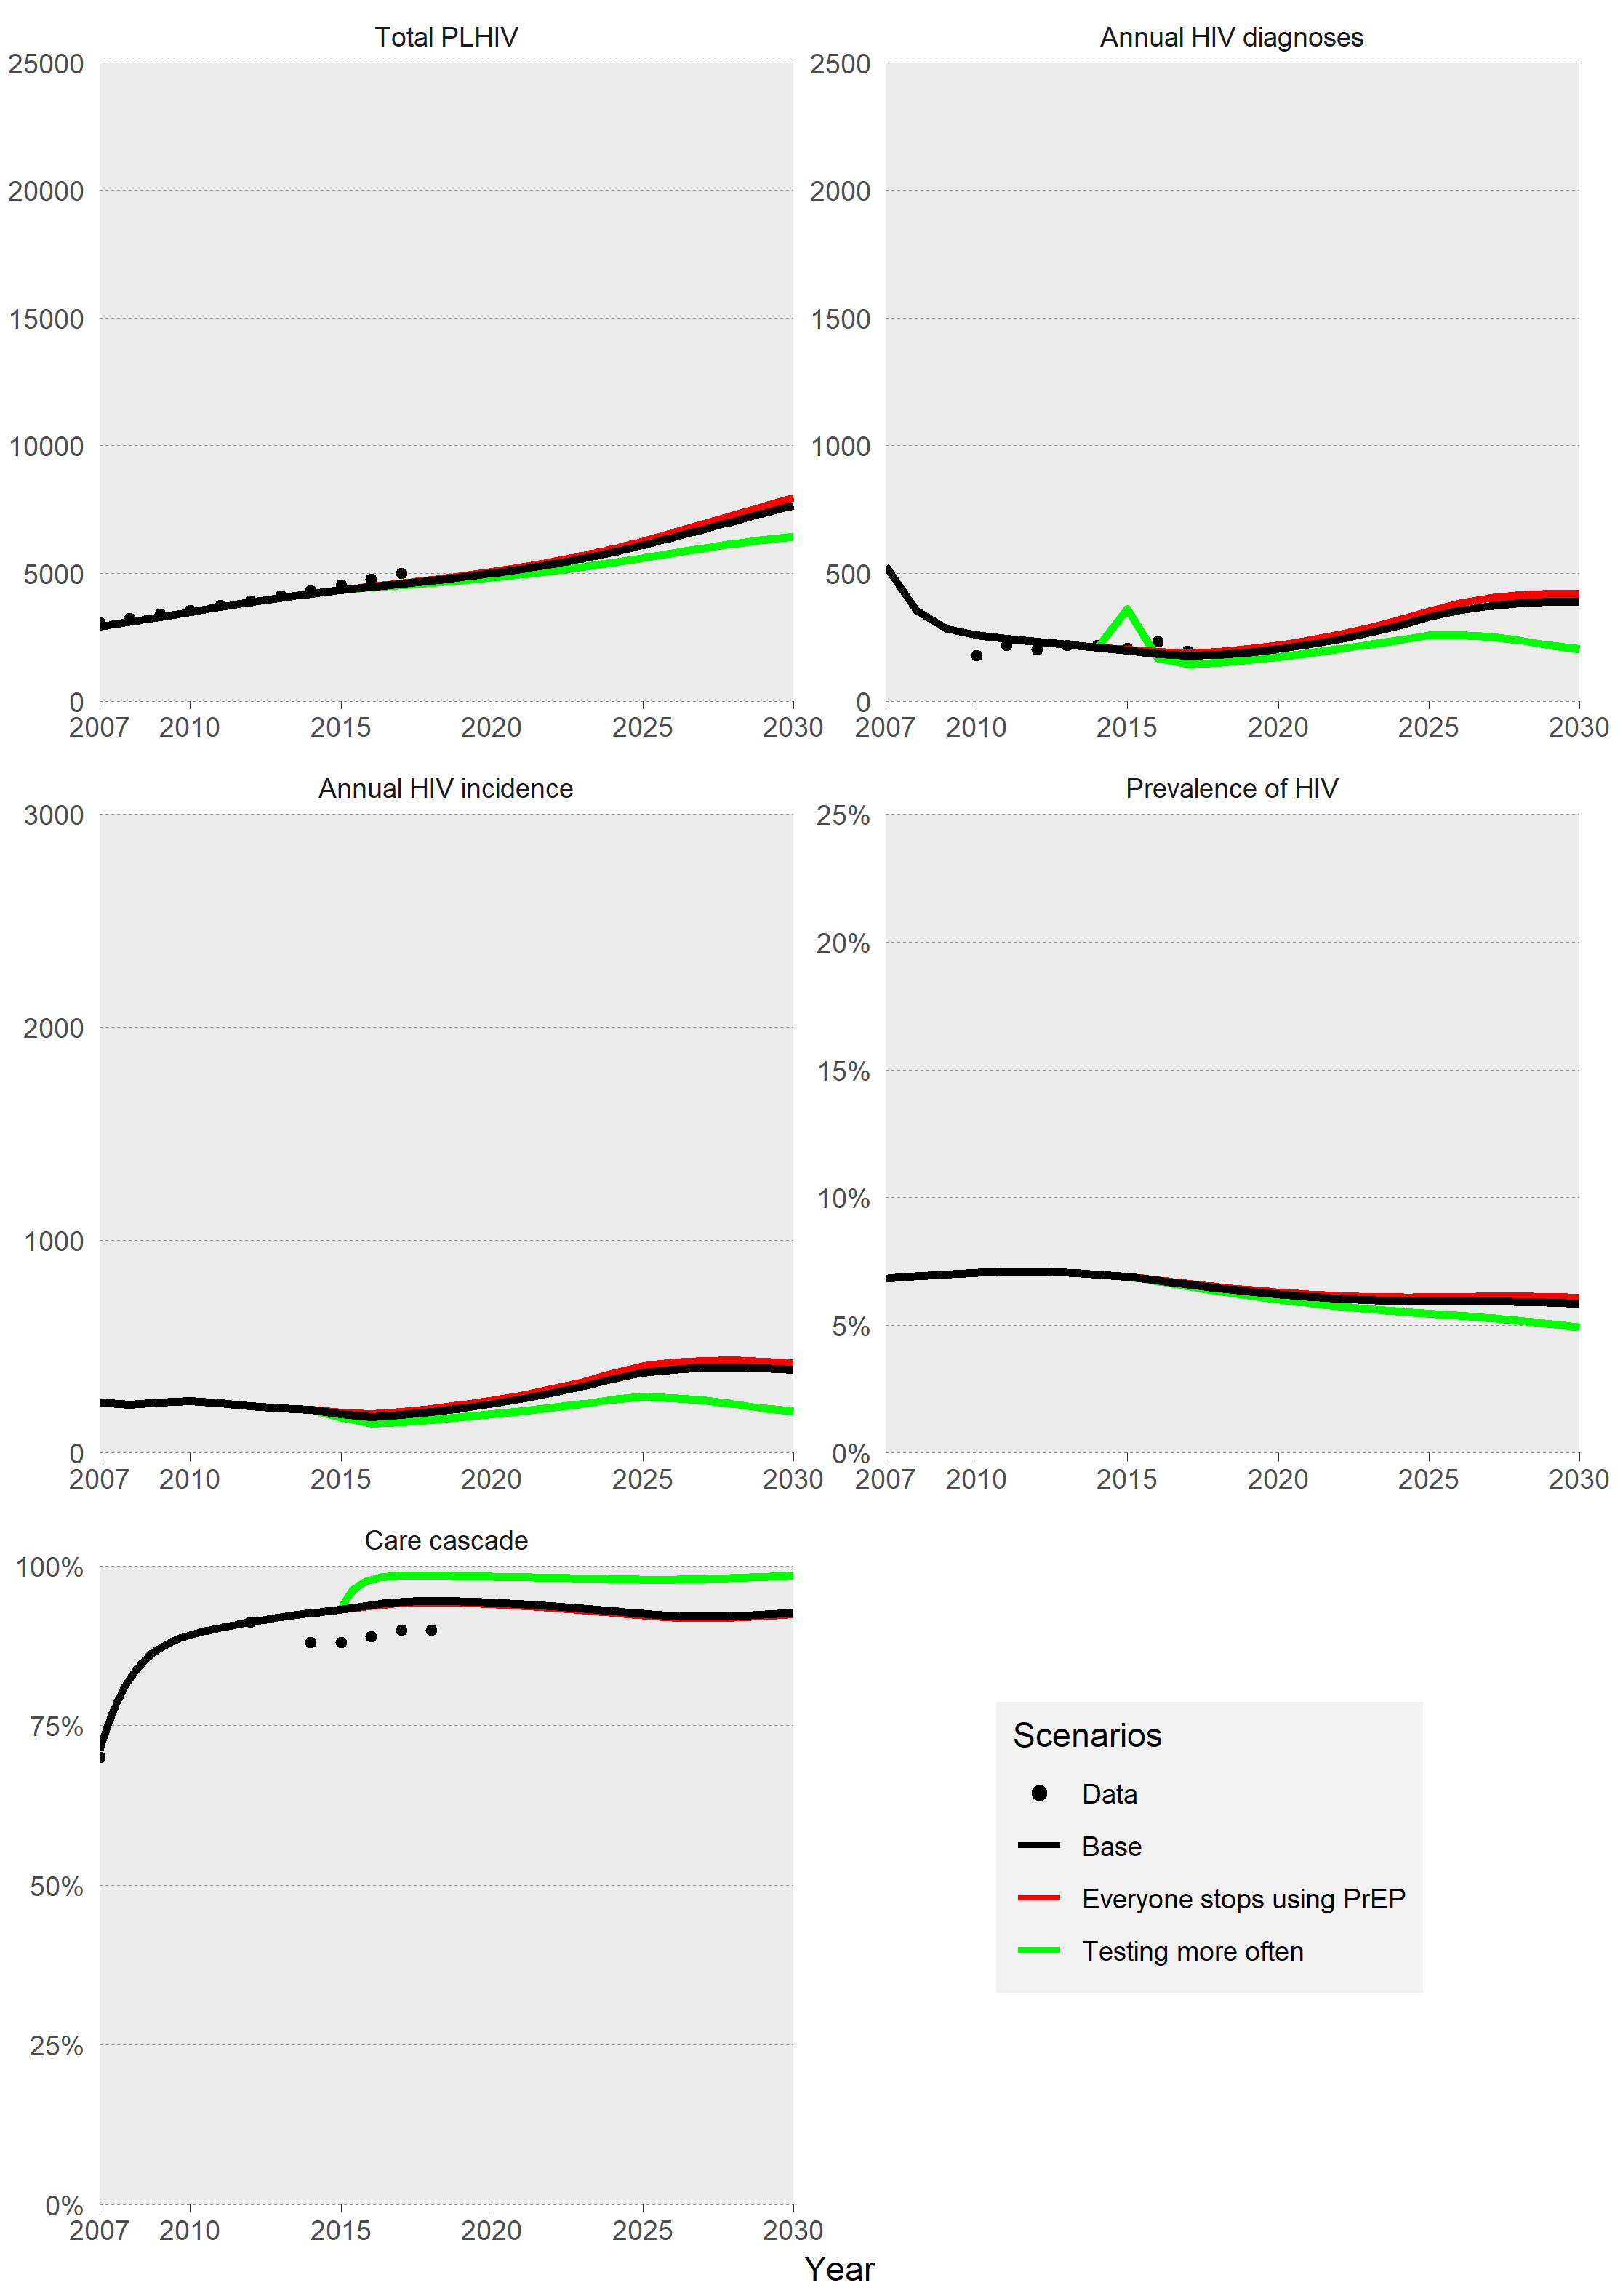 Total PLHIV
25000
20000
15000
10000
5000
0
2007 2010 2015 2020 2025 2030
Annual HIV diagnoses
2500
2000
1500
1000
500
0
2007 2010 2015 2020 2025 2030
Annual HIV incidence
3000
2000
1000
0
2007 2010 2015 2020 2025 2030
Prevalence of HIV
25%
20%
15%
10%
5%
0%
2007 2010 2015 2020 2025 2030
Care cascade
100%
75%
50%
25%
0%
2007 2010 2015 2020 2025 2030
Scenarios
Data
Base
Everyone stops using PrEP
Testing more often
Year